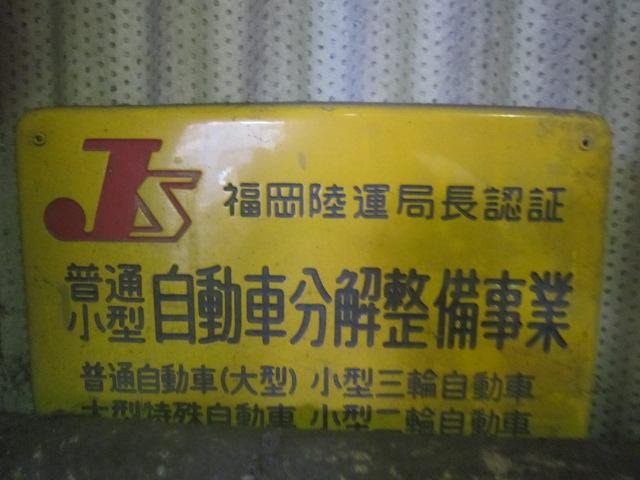 JS
福岡陸運局長認証
普通
小型
自動車分解整備事業
普通自動車(大型) 小型三輪自動車
大型特殊自動車 小型二輪自動車